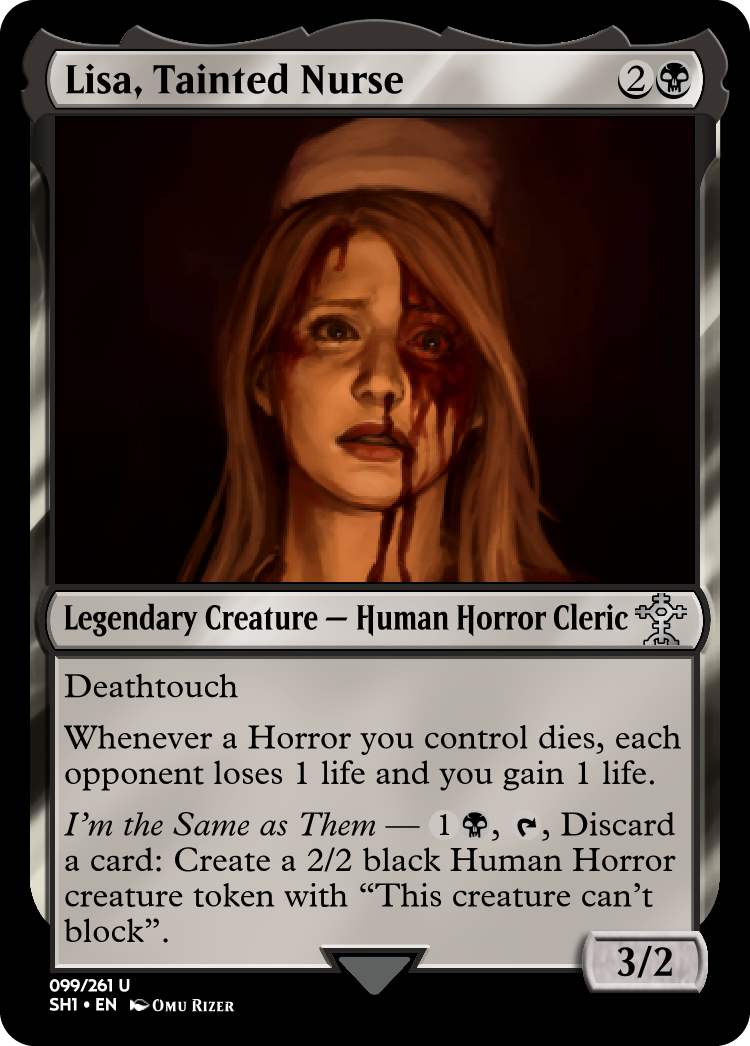 Lisa, Tainted Nurse 2
Legendary Creature — Human Horror Cleric
Deathtouch
Whenever a Horror you control dies, each
opponent loses 1 life and you gain 1 life.
I'm the Same as Them — 1 , , Discard
a card: Create a 2/2 black Human Horror
creature token with “This creature can't
block”.
3/2
099/261 U
SH1 • EN Omu Rizer